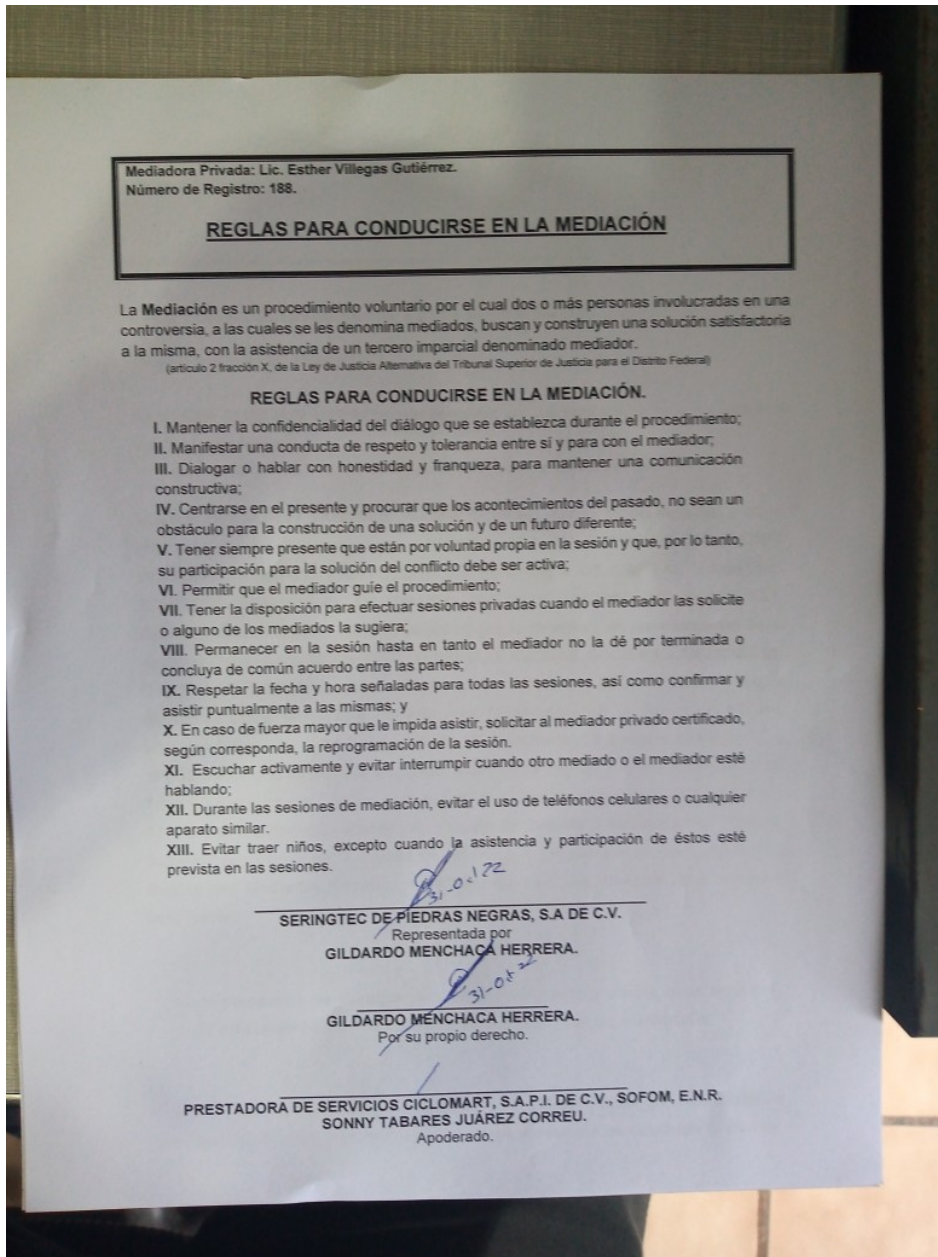 Mediadora Privada: Lic. Esther Villegas Gutiérrez.
Número de Registro: 188.
REGLAS PARA CONDUCIRSE EN LA MEDIACIÓN
La Mediación es un procedimiento voluntario por el cual dos o más personas involucradas en una
controversia, a las cuales se les denomina mediados, buscan y construyen una solución satisfactoria
a la misma, con la asistencia de un tercero imparcial denominado mediador.
(artículo 2 fracción X, de la Ley de Justicia Alternativa del Tribunal Superior de Justicia para el Distrito Federal)
REGLAS PARA CONDUCIRSE EN LA MEDIACIÓN.
I. Mantener la confidencialidad del diálogo que se establezca durante el procedimiento;
II. Manifestar una conducta de respeto y tolerancia entre sí y para con el mediador;
III. Dialogar o hablar con honestidad y franqueza, para mantener una comunicación
constructiva;
IV. Centrarse en el presente y procurar que los acontecimientos del pasado, no sean un
obstáculo para la construcción de una solución y de un futuro diferente;
V. Tener siempre presente que están por voluntad propia en la sesión y que, por lo tanto,
su participación para la solución del conflicto debe ser activa;
VI. Permitir que el mediador guíe el procedimiento;
VII. Tener la disposición para efectuar sesiones privadas cuando el mediador las solicite
o alguno de los mediados la sugiera;
VIII. Permanecer en la sesión hasta en tanto el mediador no la dé por terminada o
concluya de común acuerdo entre las partes;
IX. Respetar la fecha y hora señaladas para todas las sesiones, así como confirmar y
asistir puntualmente a las mismas; y
X. En caso de fuerza mayor que le impida asistir, solicitar al mediador privado certificado,
según corresponda, la reprogramación de la sesión.
XI. Escuchar activamente y evitar interrumpir cuando otro mediado o el mediador esté
hablando;
XII. Durante las sesiones de mediación, evitar el uso de teléfonos celulares o cualquier
aparato similar.
XIII. Evitar traer niños, excepto cuando la asistencia y participación de éstos esté
prevista en las sesiones.
31-Oct 22
SERINGTEC DE PIEDRAS NEGRAS, S.A DE C.V.
Representada por
GILDARDO MENCHACA HERRERA.
31-Oct 22
GILDARDO MENCHACA HERRERA.
Por su propio derecho.
PRESTADORA DE SERVICIOS CICLOMART, S.A.P.I. DE C.V., SOFOM, E.N.R.
SONNY TABARES JUÁREZ CORREU.
Apoderado.